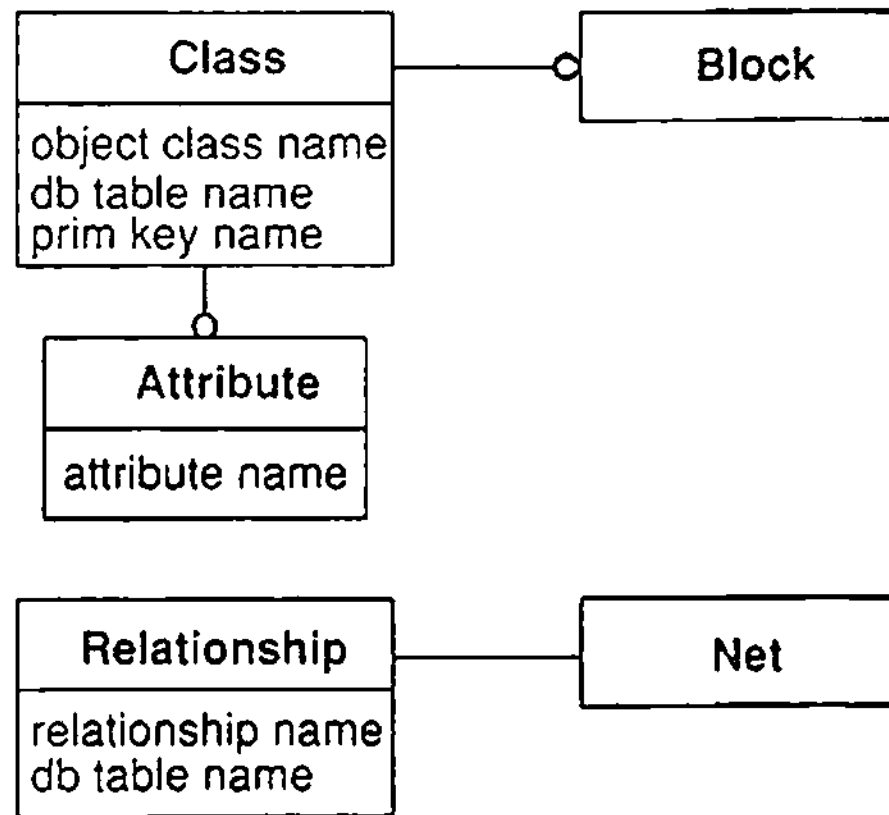 Class
object class name
db table name
prim key name
Block
Attribute
attribute name
Relationship
relationship name
db table name
Net